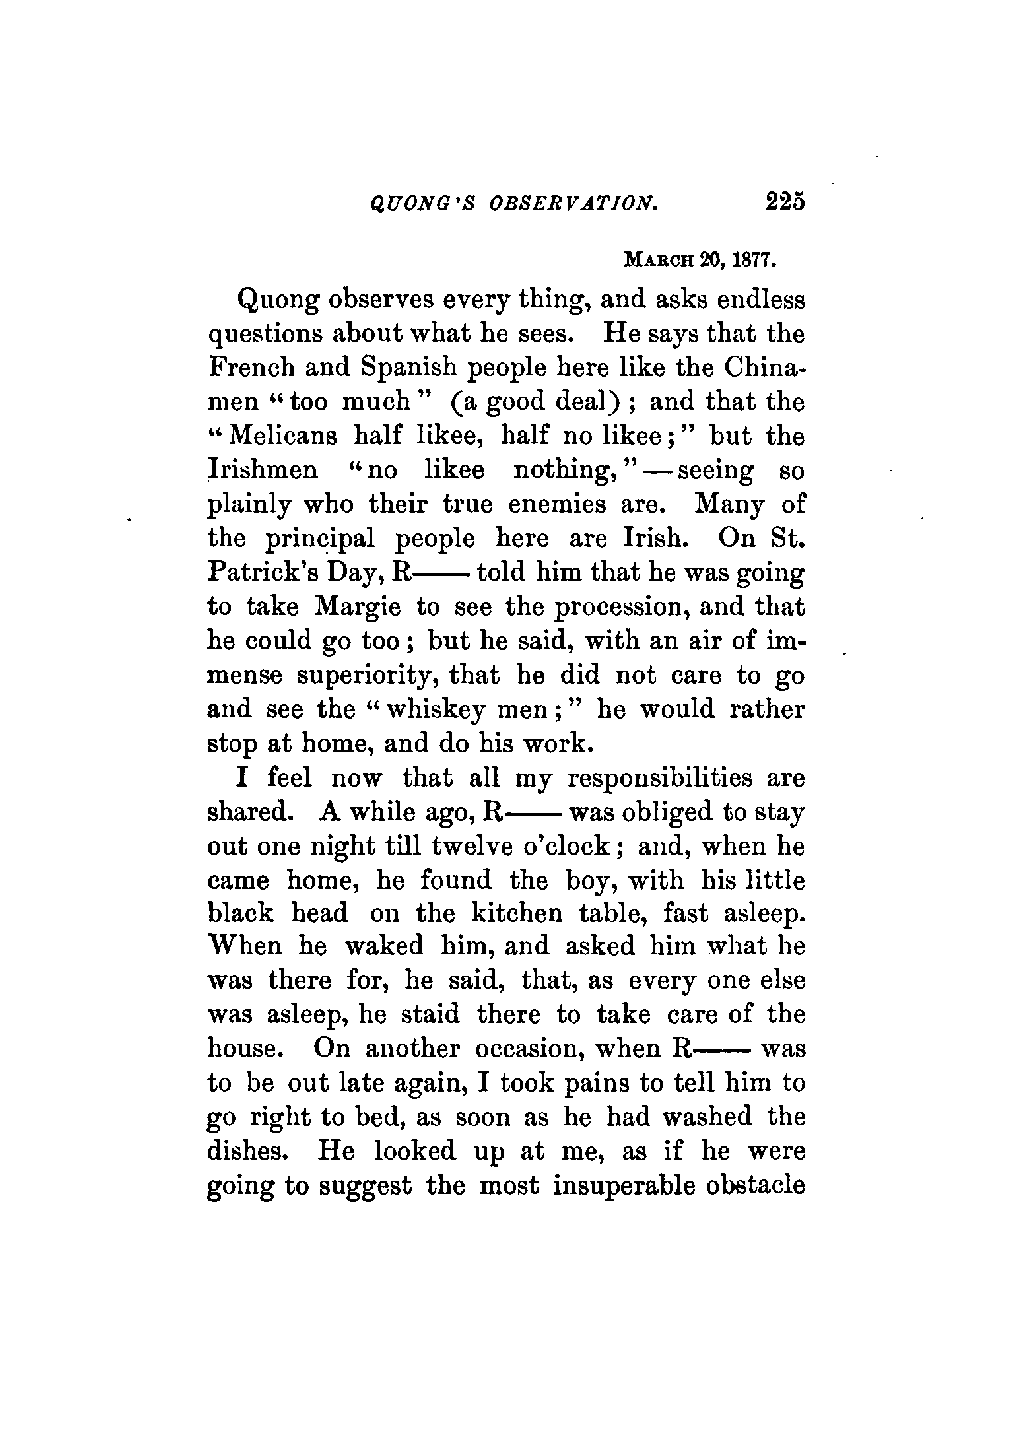 QUONG'S OBSERVATION. 225
MARCH 20, 1877.
Quong observes every thing, and asks endless
questions about what he sees. He says that the
French and Spanish people here like the China-
men "too much" (a good deal); and that the
"Melicans half likee, half no likee;" but the
Irishmen "no likee nothing,"—seeing so
plainly who their true enemies are. Many of
the principal people here are Irish. On St.
Patrick's Day, R—— told him that he was going
to take Margie to see the procession, and that
he could go too; but he said, with an air of im-
mense superiority, that he did not care to go
and see the "whiskey men;" he would rather
stop at home, and do his work.
I feel now that all my responsibilities are
shared. A while ago, R—— was obliged to stay
out one night till twelve o'clock; and, when he
came home, he found the boy, with his little
black head on the kitchen table, fast asleep.
When he waked him, and asked him what he
was there for, he said, that, as every one else
was asleep, he staid there to take care of the
house. On another occasion, when R—— was
to be out late again, I took pains to tell him to
go right to bed, as soon as he had washed the
dishes. He looked up at me, as if he were
going to suggest the most insuperable obstacle